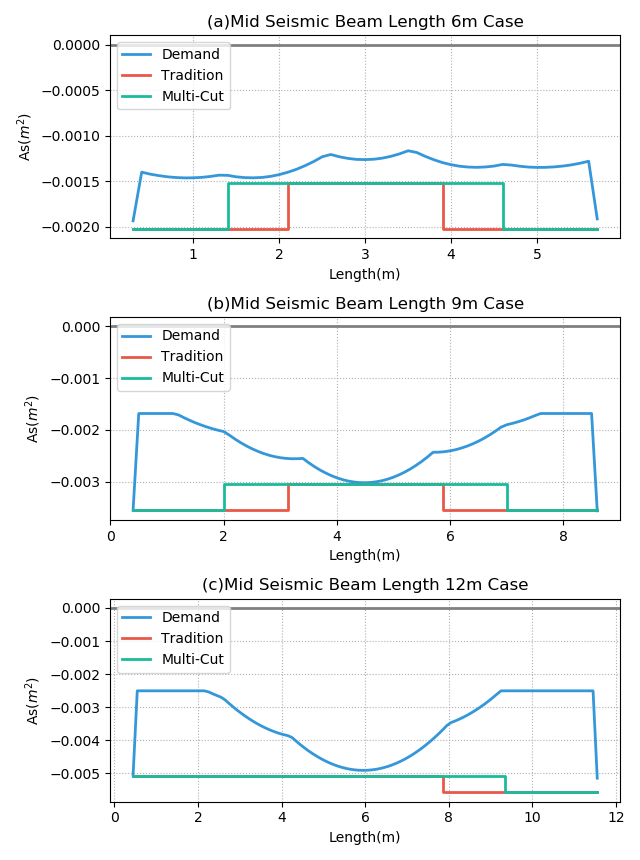 (a)Mid Seismic Beam Length 6m Case
0.0000
−0.0005
−0.0010
−0.0015
−0.0020
As(m²)
Demand
Tradition
Multi-Cut
1 2 3 4 5
Length(m)
(b)Mid Seismic Beam Length 9m Case
0.000
−0.001
−0.002
−0.003
As(m²)
Demand
Tradition
Multi-Cut
0 2 4 6 8
Length(m)
(c)Mid Seismic Beam Length 12m Case
0.000
−0.001
−0.002
−0.003
−0.004
−0.005
As(m²)
Demand
Tradition
Multi-Cut
0 2 4 6 8 10 12
Length(m)